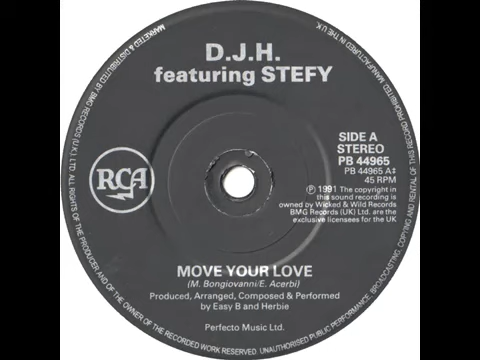 D.J.H.
featuring STEFY
SIDE A
STEREO
PB 44965
PB 44965 A‡
45 RPM
Ⓟ 1991 The copyright in
this sound recording is
owned by Wicked & Wild Records
BMG Records (UK) Ltd. are the
exclusive licensees for the UK
RCA
MOVE YOUR LOVE
(M. Bongiovanni/E. Acerbi)
Produced, Arranged, Composed & Performed
by Easy B and Herbie
Perfecto Music Ltd.
MARKETED & DISTRIBUTED BY BMG RECORDS (U.K.) LTD. ALL RIGHTS OF THE PRODUCER AND OF THE OWNER OF THE RECORDED WORK RESERVED. UNAUTHORISED PUBLIC PERFORMANCE, BROADCASTING, COPYING AND RENTAL OF THIS RECORD PROHIBITED. MANUFACTURED IN THE U.K.